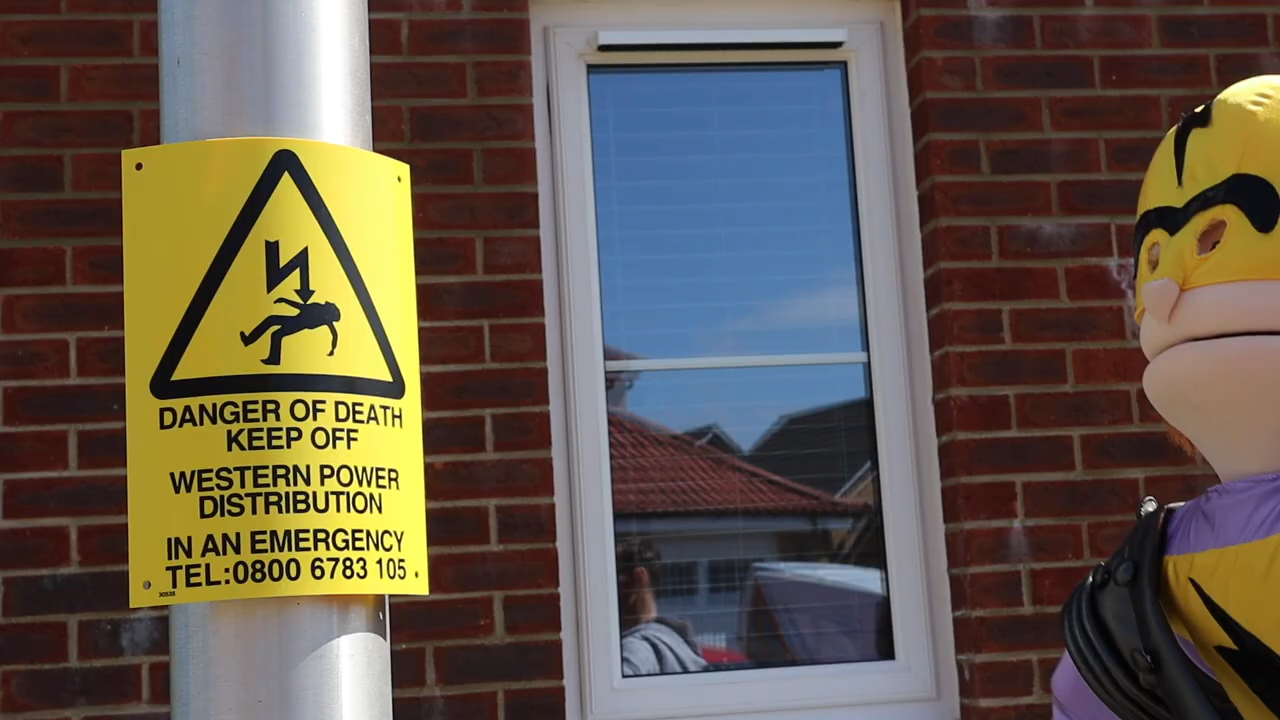 DANGER OF DEATH
KEEP OFF
WESTERN POWER
DISTRIBUTION
IN AN EMERGENCY
TEL:0800 6783 105